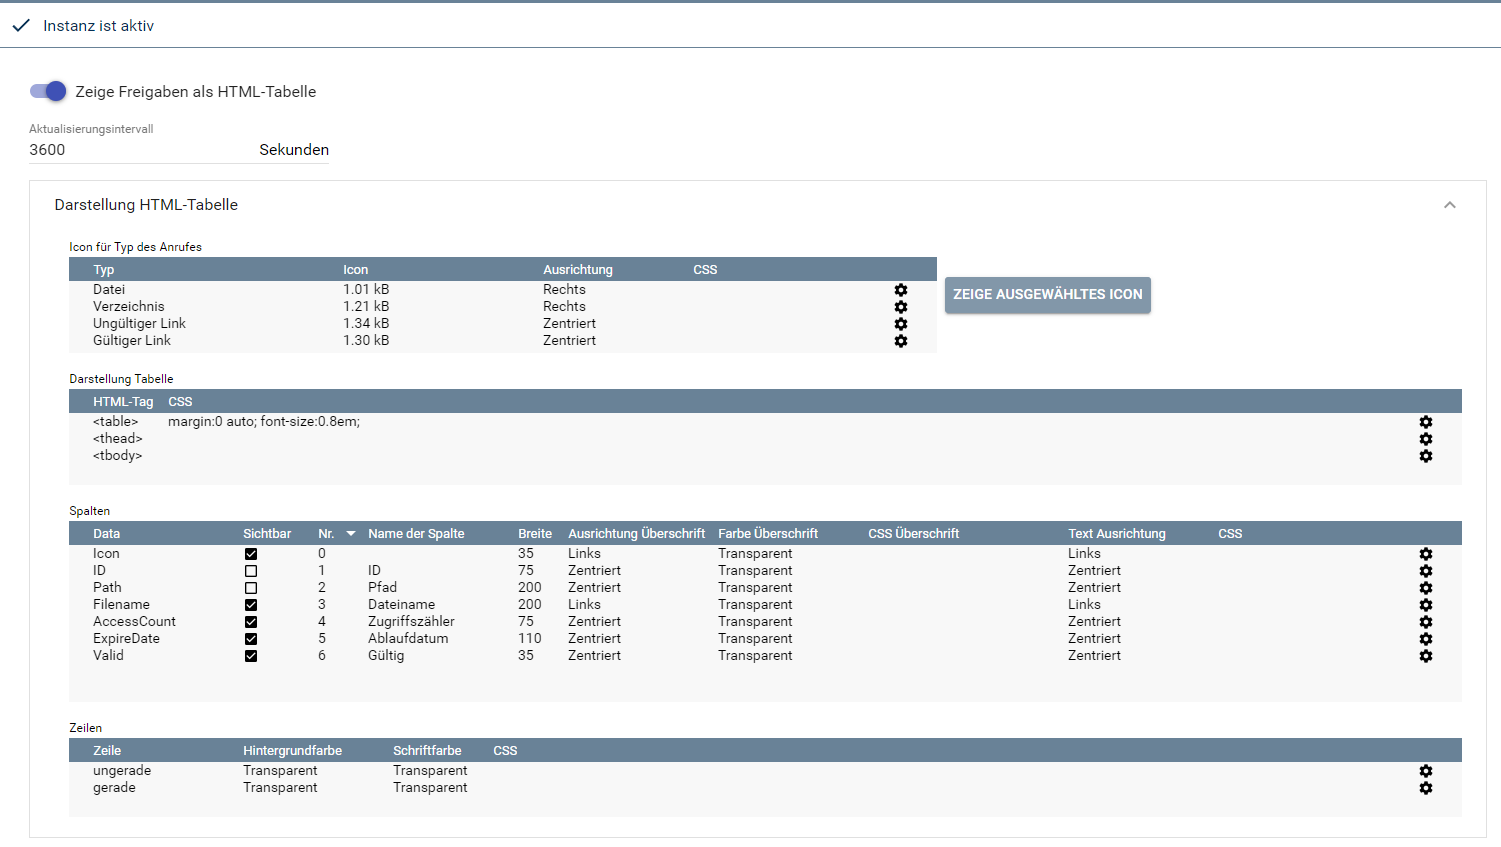 Instanz ist aktiv
Zeige Freigaben als HTML-Tabelle
Aktualisierungsintervall
3600 Sekunden
Darstellung HTML-Tabelle
Icon für Typ des Anrufes
Typ Icon Ausrichtung CSS
Datei 1.01 kB Rechts
ZEIGE AUSGEWÄHLTES ICON
Verzeichnis 1.21 kB Rechts
Ungültiger Link 1.34 kB Zentriert
Gültiger Link 1.30 kB Zentriert
Darstellung Tabelle
HTML-Tag CSS
<table> margin:0 auto; font-size:0.8em;
<thead>
<tbody>
Spalten
Data Sichtbar Nr. Name der Spalte Breite Ausrichtung Überschrift Farbe Überschrift CSS Überschrift Text Ausrichtung CSS
Icon 0 35 Links Transparent Links
ID 1 ID 75 Zentriert Transparent Zentriert
Path 2 Pfad 200 Zentriert Transparent Zentriert
Filename 3 Dateiname 200 Links Transparent Links
AccessCount 4 Zugriffszähler 75 Zentriert Transparent Zentriert
ExpireDate 5 Ablaufdatum 110 Zentriert Transparent Zentriert
Valid 6 Gültig 35 Zentriert Transparent Zentriert
Zeilen
Zeile Hintergrundfarbe Schriftfarbe CSS
ungerade Transparent Transparent
gerade Transparent Transparent